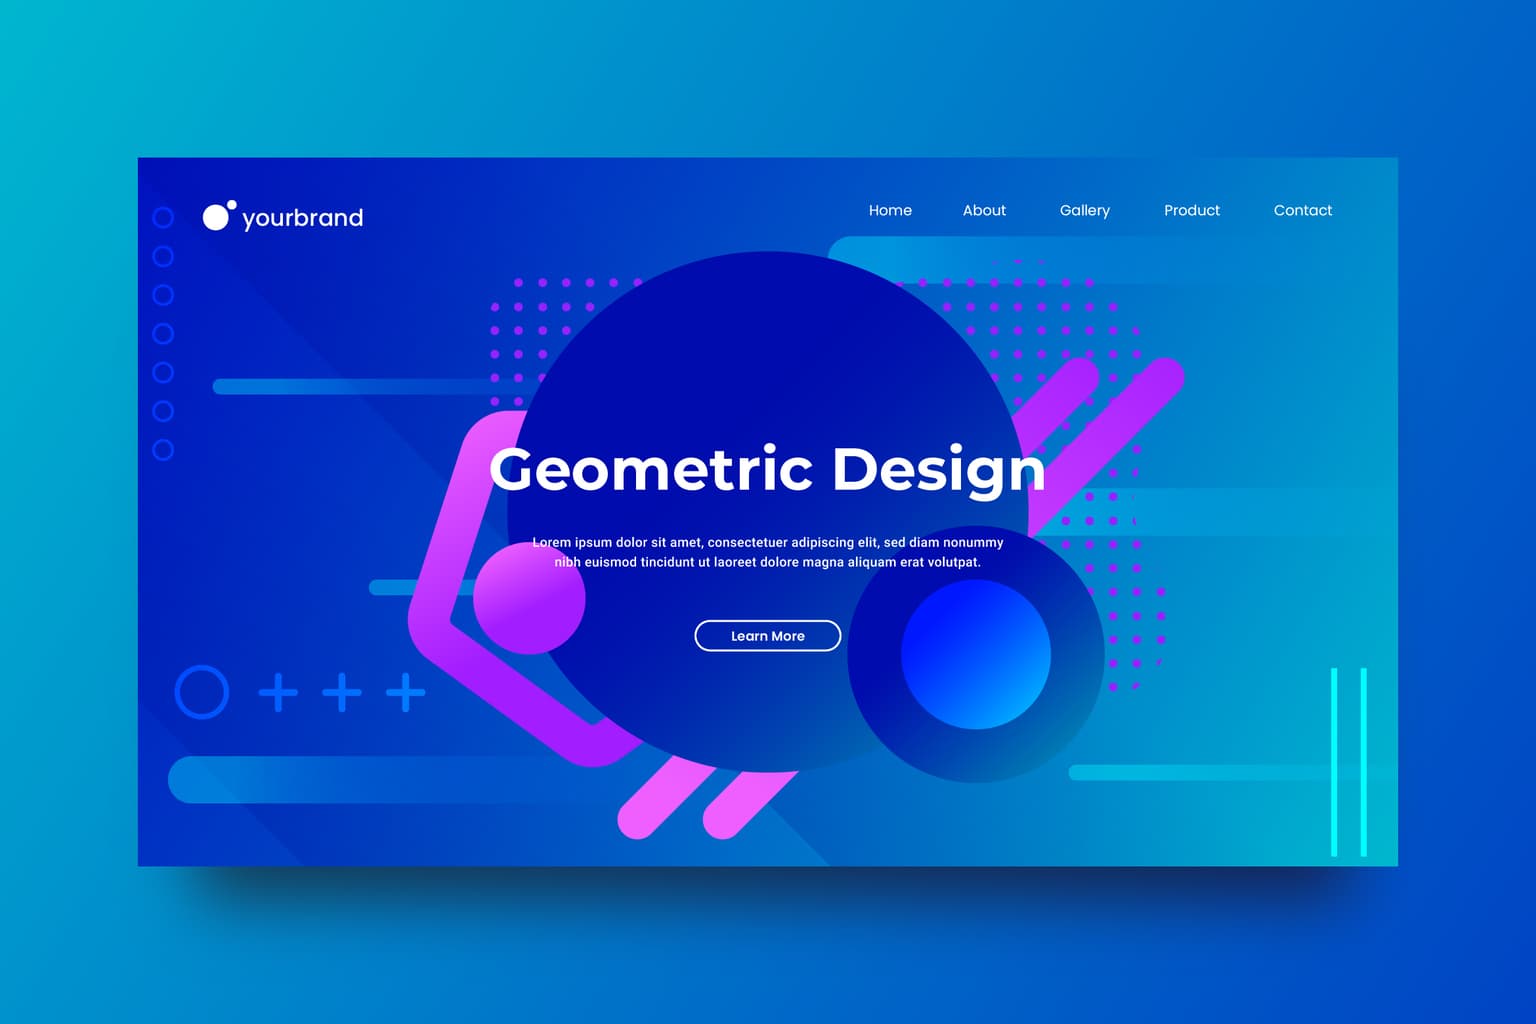 yourbrand
Home
About
Gallery
Product
Contact
Geometric Design
Lorem ipsum dolor sit amet, consectetuer adipiscing elit, sed diam nonummy
nibh euismod tincidunt ut laoreet dolore magna aliquam erat volutpat.
Learn More